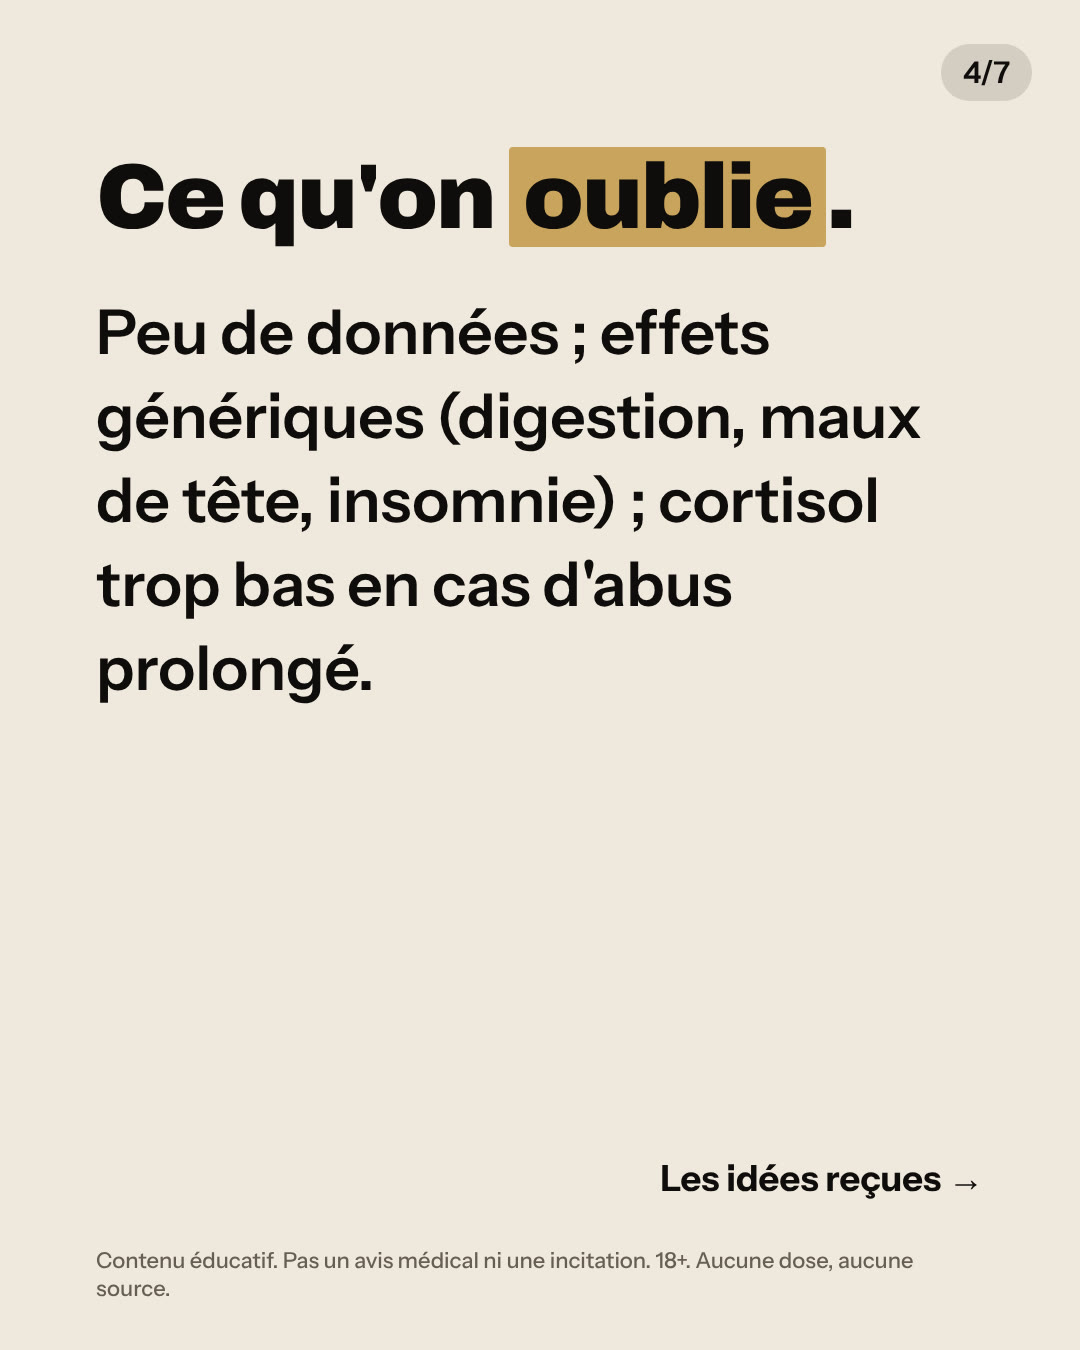 4/7
Ce qu'on oublie.
Peu de données ; effets
génériques (digestion, maux
de tête, insomnie) ; cortisol
trop bas en cas d'abus
prolongé.
Les idées reçues →
Contenu éducatif. Pas un avis médical ni une incitation. 18+. Aucune dose, aucune
source.